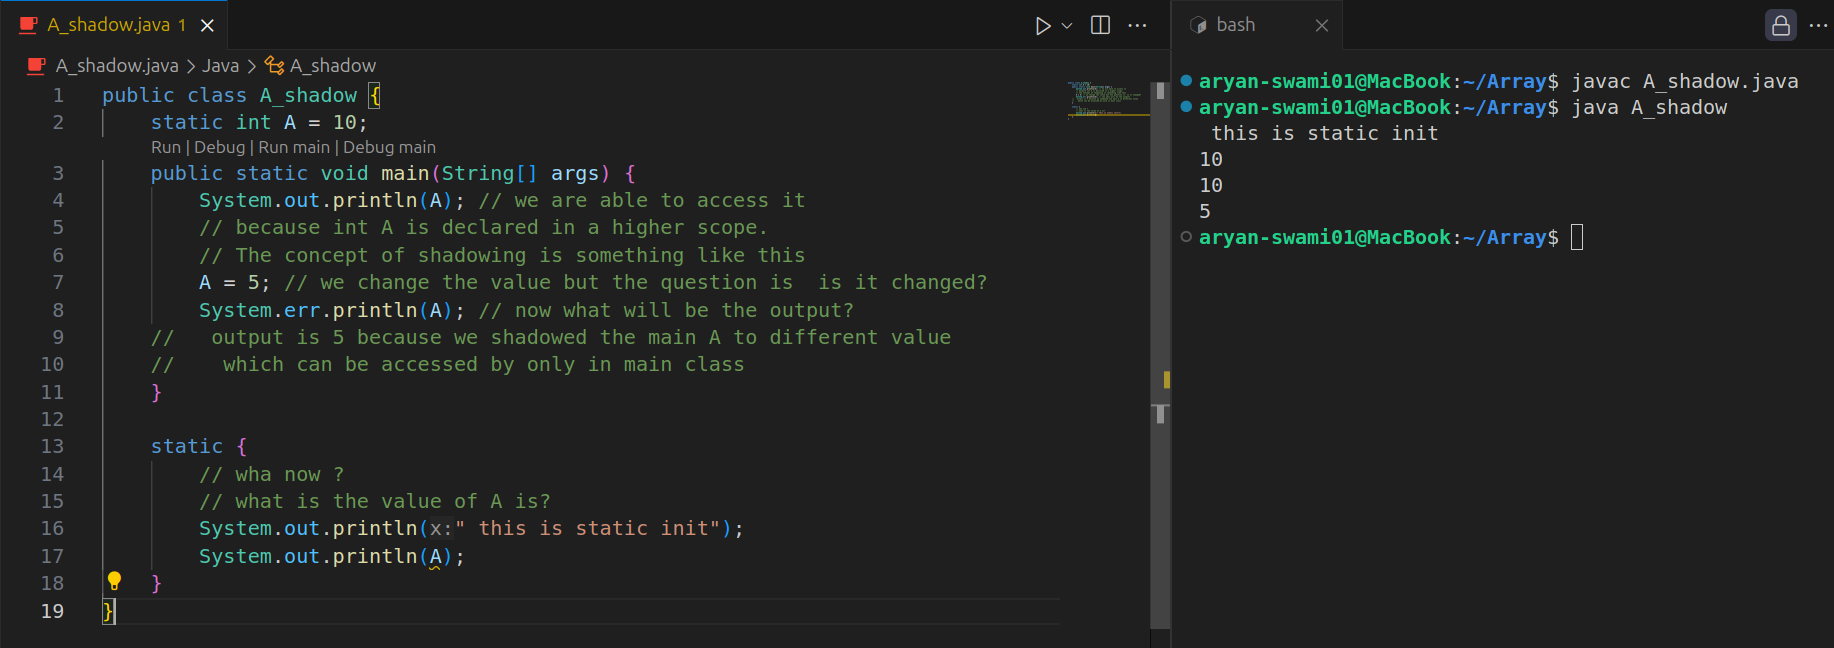 A_shadow.java 1
A_shadow.java > Java > A_shadow
1 public class A_shadow {
2 static int A = 10;
Run | Debug | Run main | Debug main
3 public static void main(String[] args) {
4 System.out.println(A); // we are able to access it
5 // because int A is declared in a higher scope.
6 // The concept of shadowing is something like this
7 A = 5; // we change the value but the question is  is it changed?
8 System.err.println(A); // now what will be the output?
9 //   output is 5 because we shadowed the main A to different value
10 //    which can be accessed by only in main class
11 }
12
13 static {
14 // wha now ?
15 // what is the value of A is?
16 System.out.println(x:" this is static init");
17 System.out.println(A);
18 }
19 }
bash
aryan-swami01@MacBook:~/Array$ javac A_shadow.java
aryan-swami01@MacBook:~/Array$ java A_shadow
this is static init
10
10
5
aryan-swami01@MacBook:~/Array$